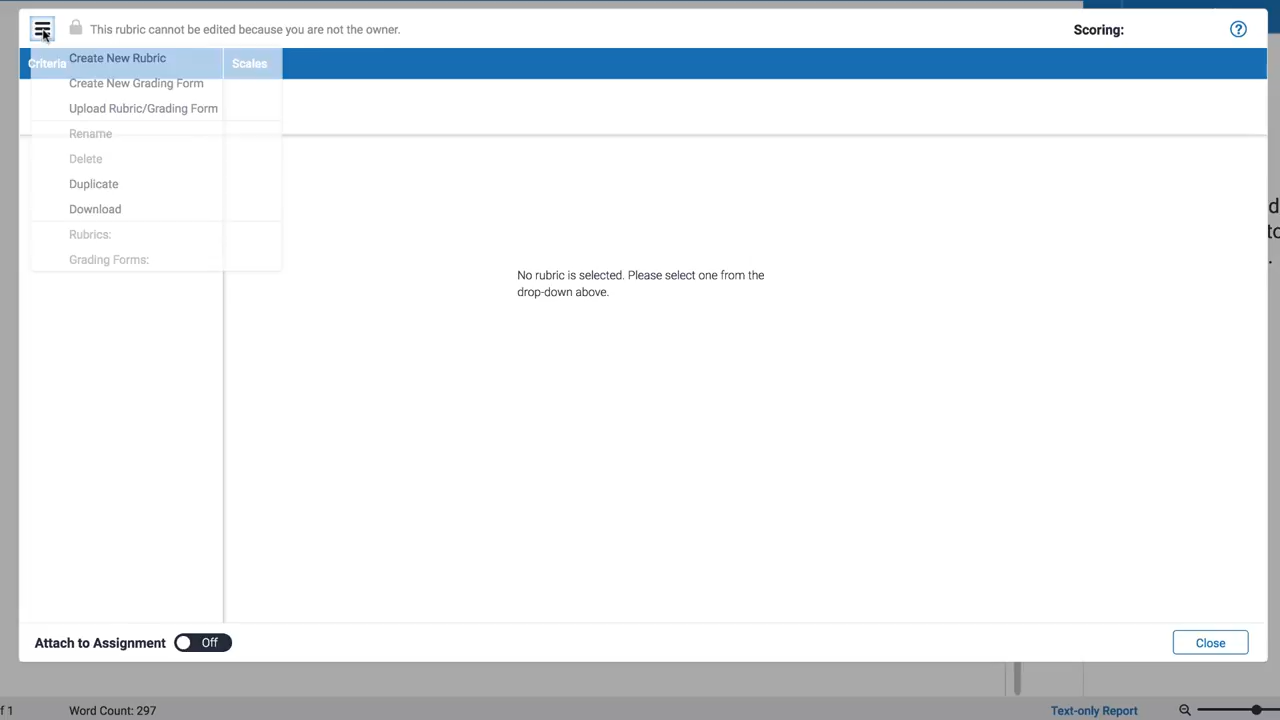 This rubric cannot be edited because you are not the owner.
Scoring:
?
Criteria
Scales
Create New Rubric
Create New Grading Form
Upload Rubric/Grading Form
Rename
Delete
Duplicate
Download
Rubrics:
Grading Forms:
No rubric is selected. Please select one from the
drop-down above.
d
to
.
Attach to Assignment
Off
Close
f 1
Word Count: 297
Text-only Report